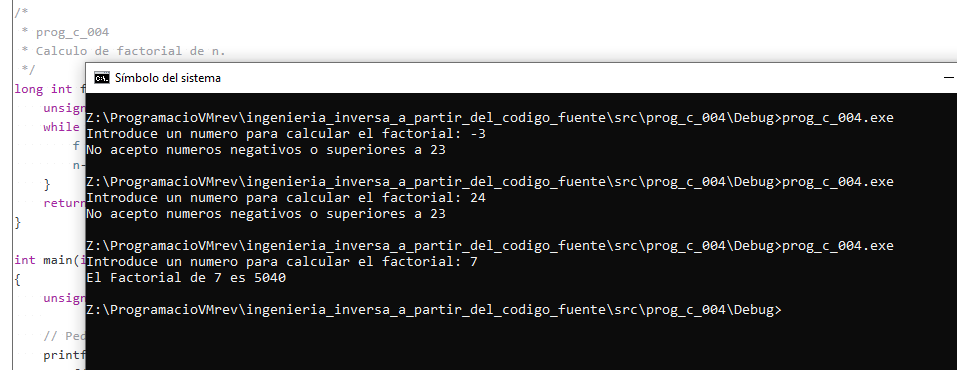 /*
 * prog_c_004
 * Calculo de factorial de n.
 */
long int f
unsign
while
f
n-
}
return
}
int main(i
{
unsign
// Ped
printf
Símbolo del sistema
Z:\ProgramacioVMrev\ingenieria_inversa_a_partir_del_codigo_fuente\src\prog_c_004\Debug>prog_c_004.exe
Introduce un numero para calcular el factorial: -3
No acepto numeros negativos o superiores a 23
Z:\ProgramacioVMrev\ingenieria_inversa_a_partir_del_codigo_fuente\src\prog_c_004\Debug>prog_c_004.exe
Introduce un numero para calcular el factorial: 24
No acepto numeros negativos o superiores a 23
Z:\ProgramacioVMrev\ingenieria_inversa_a_partir_del_codigo_fuente\src\prog_c_004\Debug>prog_c_004.exe
Introduce un numero para calcular el factorial: 7
El Factorial de 7 es 5040
Z:\ProgramacioVMrev\ingenieria_inversa_a_partir_del_codigo_fuente\src\prog_c_004\Debug>